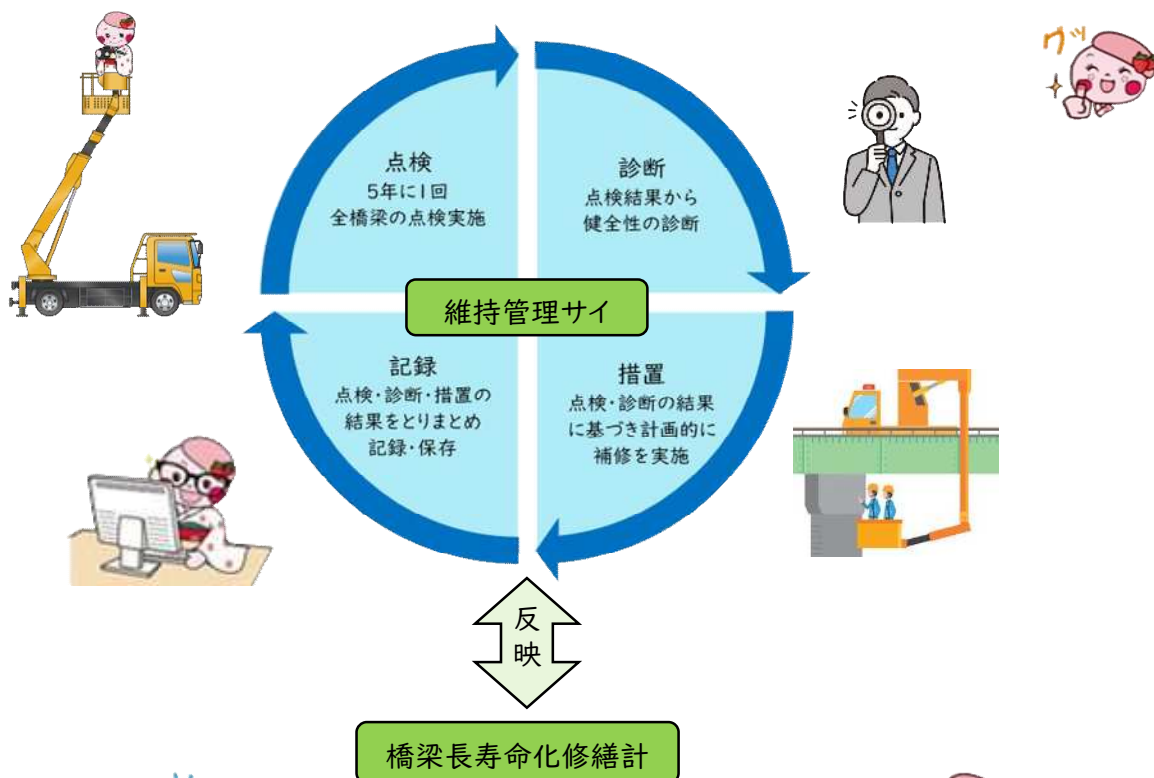 グッ
点検
5年に1回
全橋梁の点検実施
診断
点検結果から
健全性の診断
維持管理サイ
記録
点検・診断・措置の
結果をとりまとめ
記録・保存
措置
点検・診断の結果
に基づき計画的に
補修を実施
反
映
橋梁長寿命化修繕計